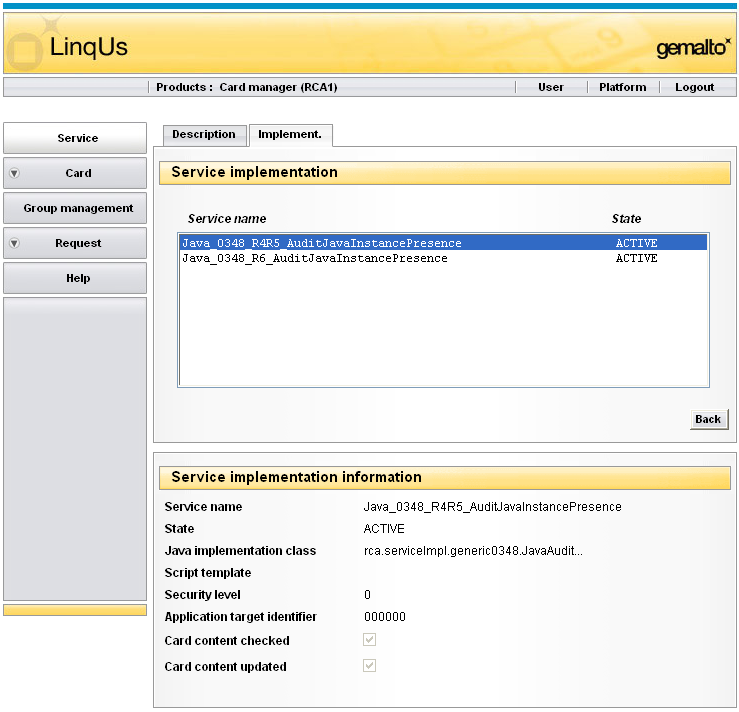 LinqUs
gemalto
Products : Card manager (RCA1) User Platform Logout
Service
Card
Group management
Request
Help
Description Implement.
Service implementation
Service name State
Java_0348_R4R5_AuditJavaInstancePresence ACTIVE
Java_0348_R6_AuditJavaInstancePresence ACTIVE
Back
Service implementation information
Service name Java_0348_R4R5_AuditJavaInstancePresence
State ACTIVE
Java implementation class rca.serviceImpl.generic0348.JavaAudit...
Script template
Security level 0
Application target identifier 000000
Card content checked
Card content updated